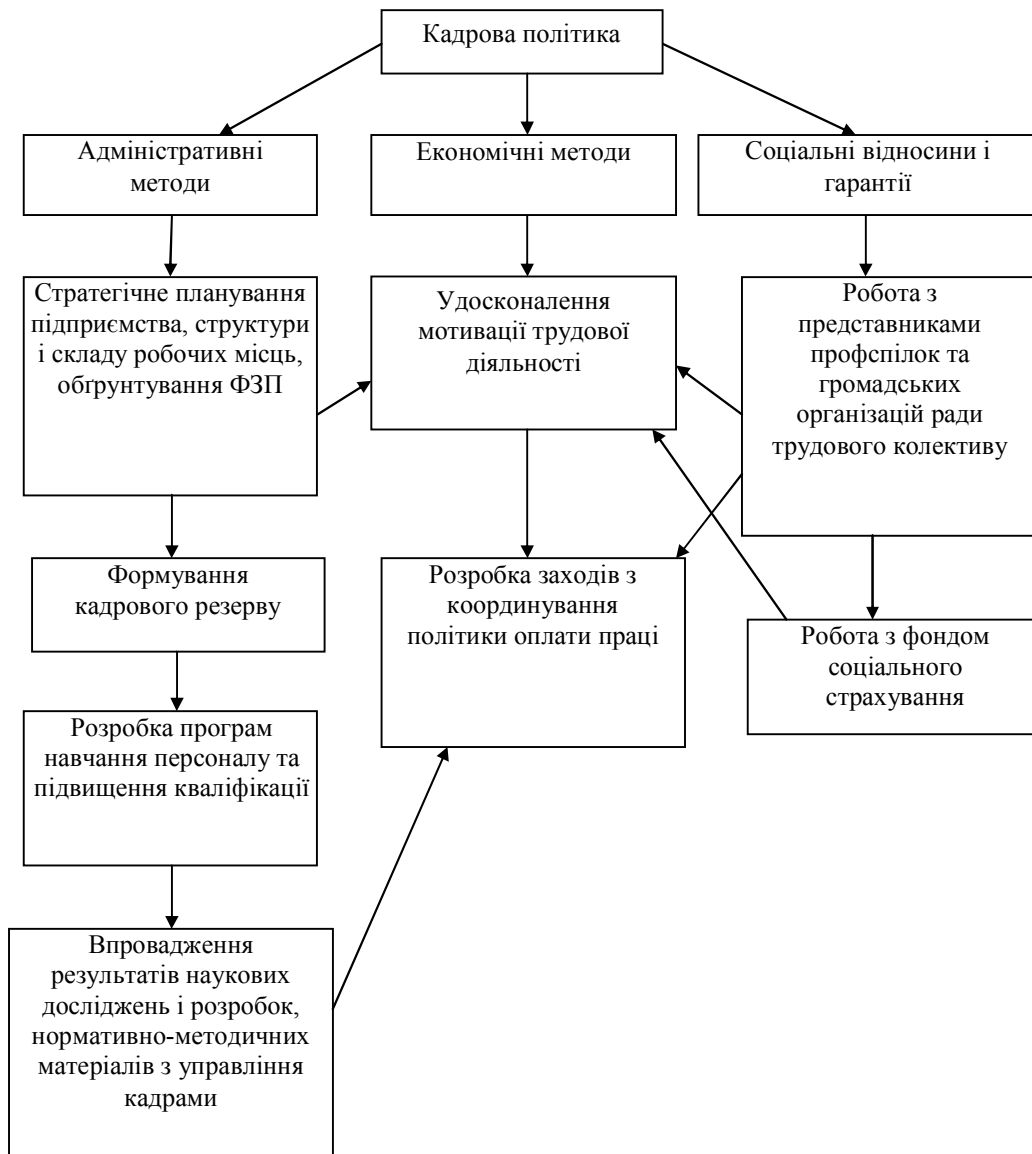 Кадрова політика
Адміністративні
методи
Економічні методи
Соціальні відносини і
гарантії
Стратегічне планування
підприємства, структури
і складу робочих місць,
обґрунтування ФЗП
Удосконалення
мотивації трудової
діяльності
Робота з
представниками
профспілок та
громадських
організацій ради
трудового колективу
Формування
кадрового резерву
Розробка заходів з
координування
політики оплати праці
Робота з фондом
соціального
страхування
Розробка програм
навчання персоналу та
підвищення кваліфікації
Впровадження
результатів наукових
досліджень і розробок,
нормативно-методичних
матеріалів з управління
кадрами